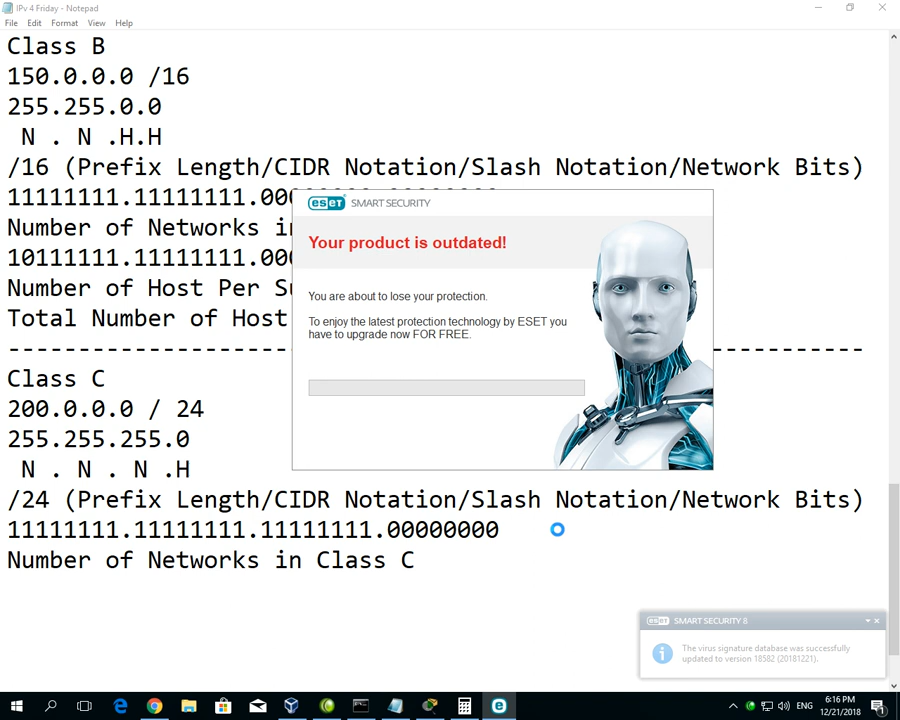 IPv 4 Friday - Notepad
File Edit Format View Help
Class B
150.0.0.0 /16
255.255.0.0
N . N .H.H
/16 (Prefix Length/CIDR Notation/Slash Notation/Network Bits)
11111111.11111111.000
Number of Networks in
10111111.11111111.000
Number of Host Per Su
Total Number of Host
--------------------------------------------------------------
eset SMART SECURITY
Your product is outdated!
You are about to lose your protection.
To enjoy the latest protection technology by ESET you
have to upgrade now FOR FREE.
Class C
200.0.0.0 / 24
255.255.255.0
N . N . N .H
/24 (Prefix Length/CIDR Notation/Slash Notation/Network Bits)
11111111.11111111.11111111.00000000
Number of Networks in Class C
eset SMART SECURITY 8
The virus signature database was successfully
updated to version 18582 (20181221).
ENG
6:16 PM
12/21/2018
1